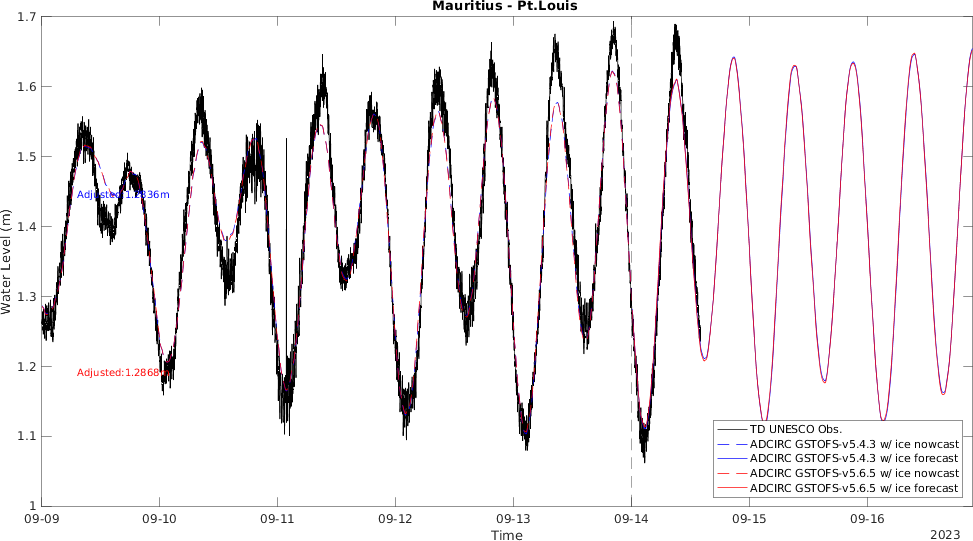 Mauritius - Pt.Louis
1.7
1.6
1.5
1.4
1.3
1.2
1.1
1
Water Level (m)
Adjusted:1.2836m
Adjusted:1.2868
TD UNESCO Obs.
ADCIRC GSTOFS-v5.4.3 w/ ice nowcast
ADCIRC GSTOFS-v5.4.3 w/ ice forecast
ADCIRC GSTOFS-v5.6.5 w/ ice nowcast
ADCIRC GSTOFS-v5.6.5 w/ ice forecast
09-09 09-10 09-11 09-12 09-13 09-14 09-15 09-16
Time
2023